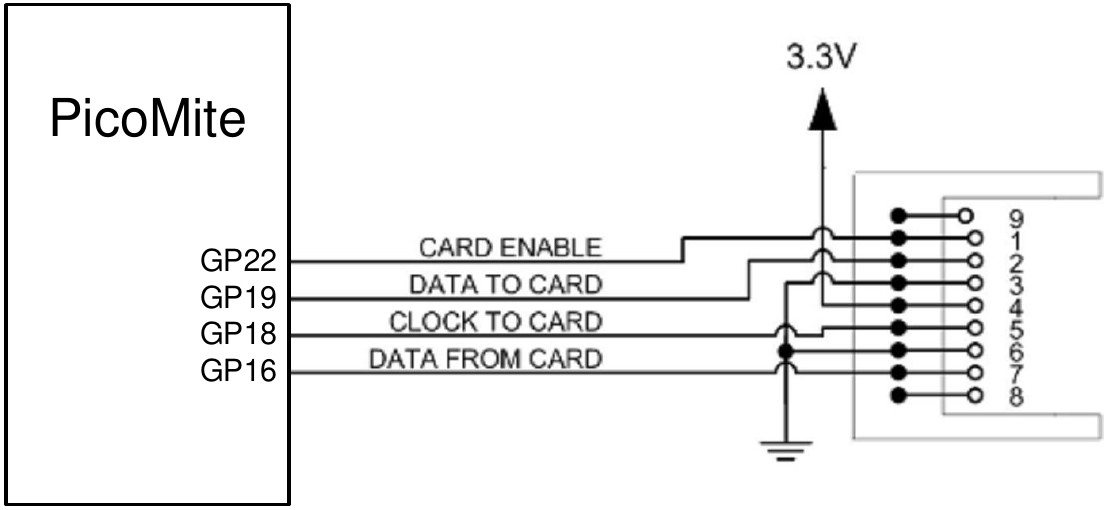 PicoMite
3.3V
GP22
GP19
GP18
GP16
CARD ENABLE
DATA TO CARD
CLOCK TO CARD
DATA FROM CARD
9
1
2
3
4
5
6
7
8